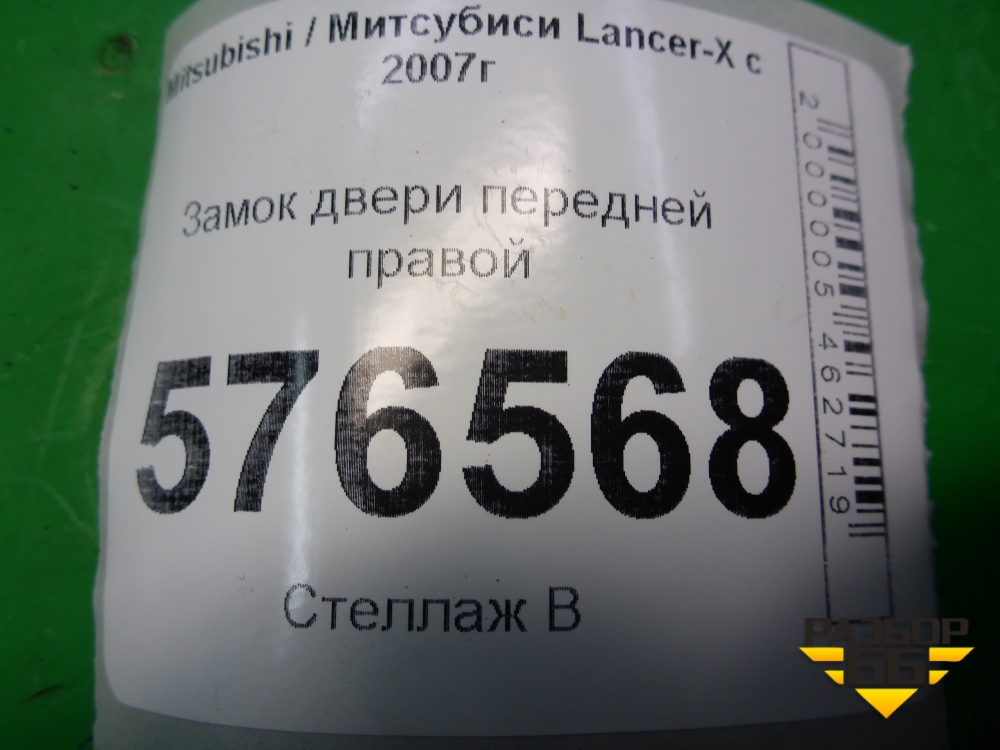 Mitsubishi / Митсубиси Lancer-X с
2007г
Замок двери передней
правой
576568
Стеллаж В
2000005462719
РАЗБОР
66